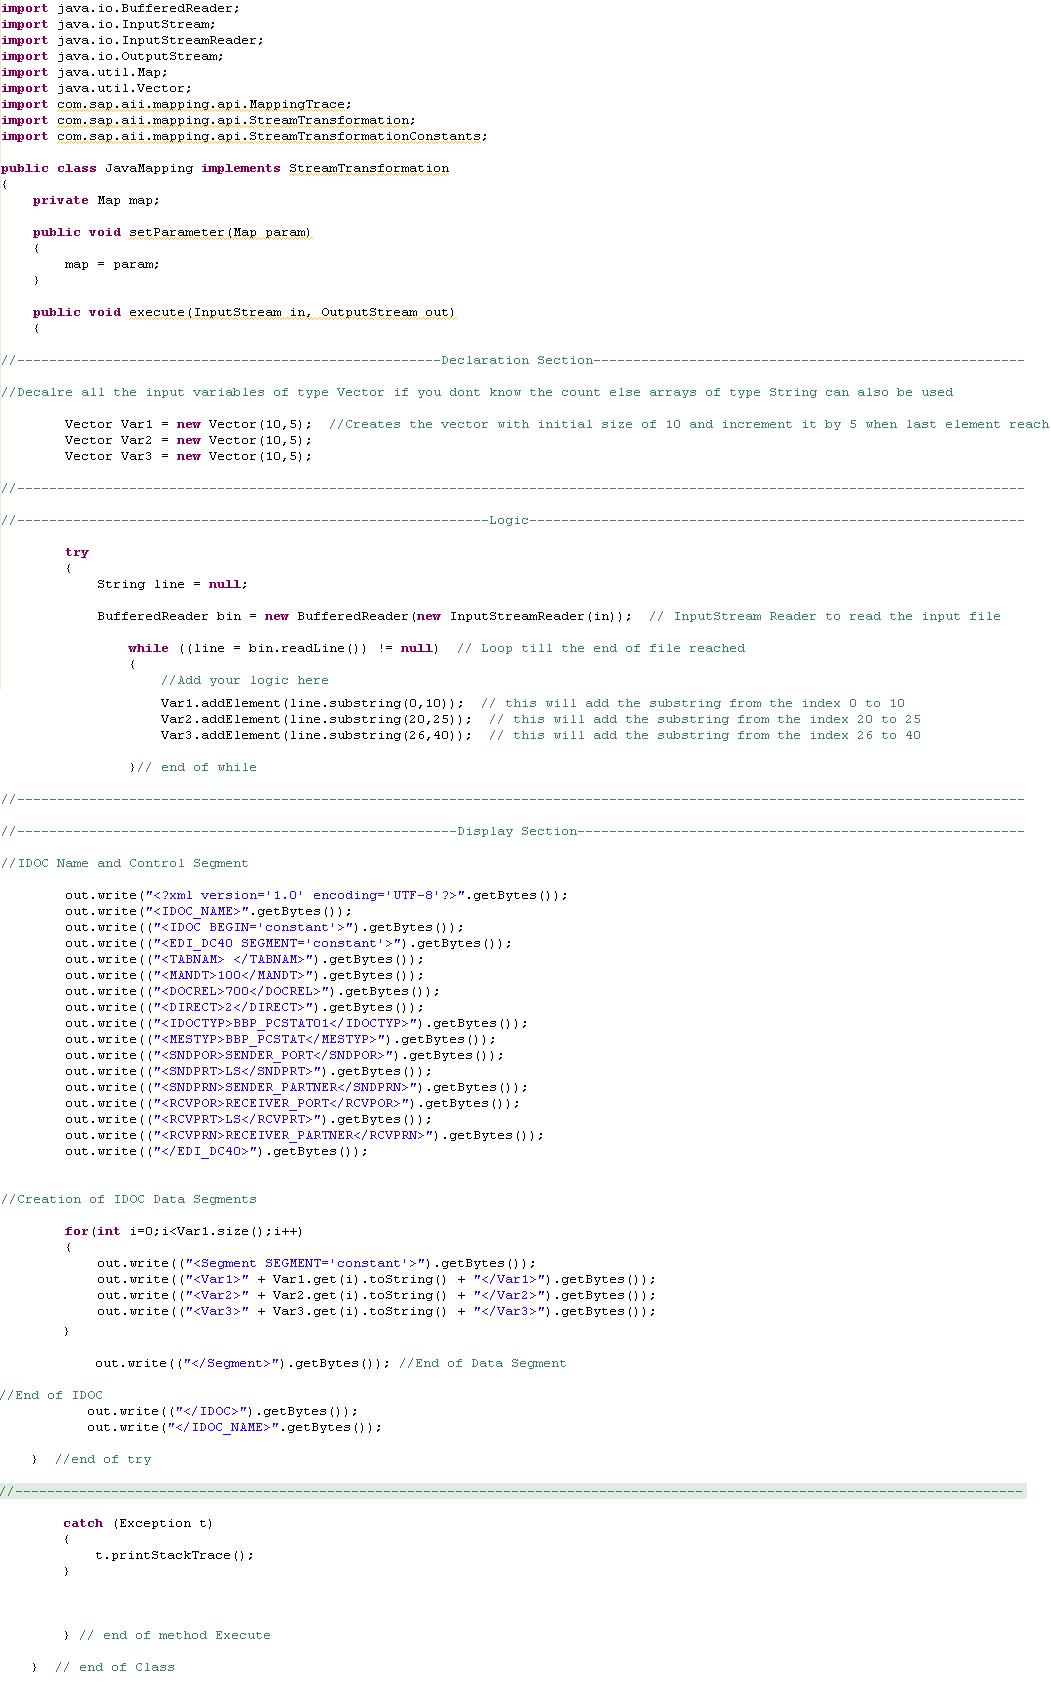 import java.io.BufferedReader;
import java.io.InputStream;
import java.io.InputStreamReader;
import java.io.OutputStream;
import java.util.Map;
import java.util.Vector;
import com.sap.aii.mapping.api.MappingTrace;
import com.sap.aii.mapping.api.StreamTransformation;
import com.sap.aii.mapping.api.StreamTransformationConstants;
public class JavaMapping implements StreamTransformation
{
private Map map;
public void setParameter(Map param)
{
map = param;
}
public void execute(InputStream in, OutputStream out)
{
//-----------------------------------------------------Declaration Section------------------------------------------------------
//Decalre all the input variables of type Vector if you dont know the count else arrays of type String can also be used
Vector Var1 = new Vector(10,5); //Creates the vector with initial size of 10 and increment it by 5 when last element reach
Vector Var2 = new Vector(10,5);
Vector Var3 = new Vector(10,5);
//------------------------------------------------------------------------------------------------------------------------------
//-----------------------------------------------------------Logic--------------------------------------------------------------
try
{
String line = null;
BufferedReader bin = new BufferedReader(new InputStreamReader(in)); // InputStream Reader to read the input file
while ((line = bin.readLine()) != null) // Loop till the end of file reached
{
//Add your logic here
Var1.addElement(line.substring(0,10)); // this will add the substring from the index 0 to 10
Var2.addElement(line.substring(20,25)); // this will add the substring from the index 20 to 25
Var3.addElement(line.substring(26,40)); // this will add the substring from the index 26 to 40
}// end of while
//------------------------------------------------------------------------------------------------------------------------------
//-------------------------------------------------------Display Section--------------------------------------------------------
//IDOC Name and Control Segment
out.write("<?xml version='1.0' encoding='UTF-8'?>".getBytes());
out.write("<IDOC_NAME>".getBytes());
out.write(("<IDOC BEGIN='constant'>").getBytes());
out.write(("<EDI_DC40 SEGMENT='constant'>").getBytes());
out.write(("<TABNAM> </TABNAM>").getBytes());
out.write(("<MANDT>100</MANDT>").getBytes());
out.write(("<DOCREL>700</DOCREL>").getBytes());
out.write(("<DIRECT>2</DIRECT>").getBytes());
out.write(("<IDOCTYP>BBP_PCSTAT01</IDOCTYP>").getBytes());
out.write(("<MESTYP>BBP_PCSTAT</MESTYP>").getBytes());
out.write(("<SNDPOR>SENDER_PORT</SNDPOR>").getBytes());
out.write(("<SNDPRT>LS</SNDPRT>").getBytes());
out.write(("<SNDPRN>SENDER_PARTNER</SNDPRN>").getBytes());
out.write(("<RCVPOR>RECEIVER_PORT</RCVPOR>").getBytes());
out.write(("<RCVPRT>LS</RCVPRT>").getBytes());
out.write(("<RCVPRN>RECEIVER_PARTNER</RCVPRN>").getBytes());
out.write(("</EDI_DC40>").getBytes());
//Creation of IDOC Data Segments
for(int i=0;i<Var1.size();i++)
{
out.write(("<Segment SEGMENT='constant'>").getBytes());
out.write(("<Var1>" + Var1.get(i).toString() + "</Var1>").getBytes());
out.write(("<Var2>" + Var2.get(i).toString() + "</Var2>").getBytes());
out.write(("<Var3>" + Var3.get(i).toString() + "</Var3>").getBytes());
}
out.write(("</Segment>").getBytes()); //End of Data Segment
//End of IDOC
out.write(("</IDOC>").getBytes());
out.write("</IDOC_NAME>".getBytes());
} //end of try
//------------------------------------------------------------------------------------------------------------------------------
catch (Exception t)
{
t.printStackTrace();
}
} // end of method Execute
} // end of Class